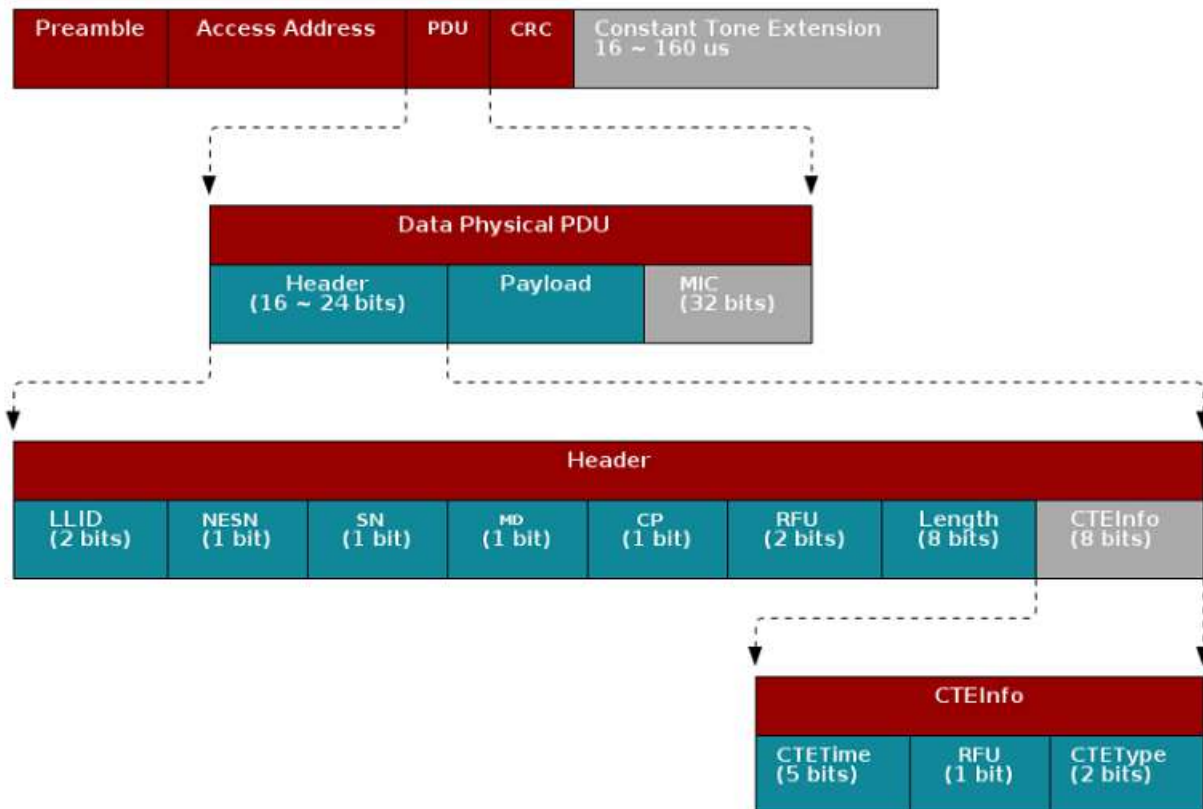 Preamble
Access Address
PDU
CRC
Constant Tone Extension
16 ~ 160 us
Data Physical PDU
Header
(16 ~ 24 bits)
Payload
MIC
(32 bits)
Header
LLID
(2 bits)
NESN
(1 bit)
SN
(1 bit)
MD
(1 bit)
CP
(1 bit)
RFU
(2 bits)
Length
(8 bits)
CTEInfo
(8 bits)
CTEInfo
CTETime
(5 bits)
RFU
(1 bit)
CTEType
(2 bits)